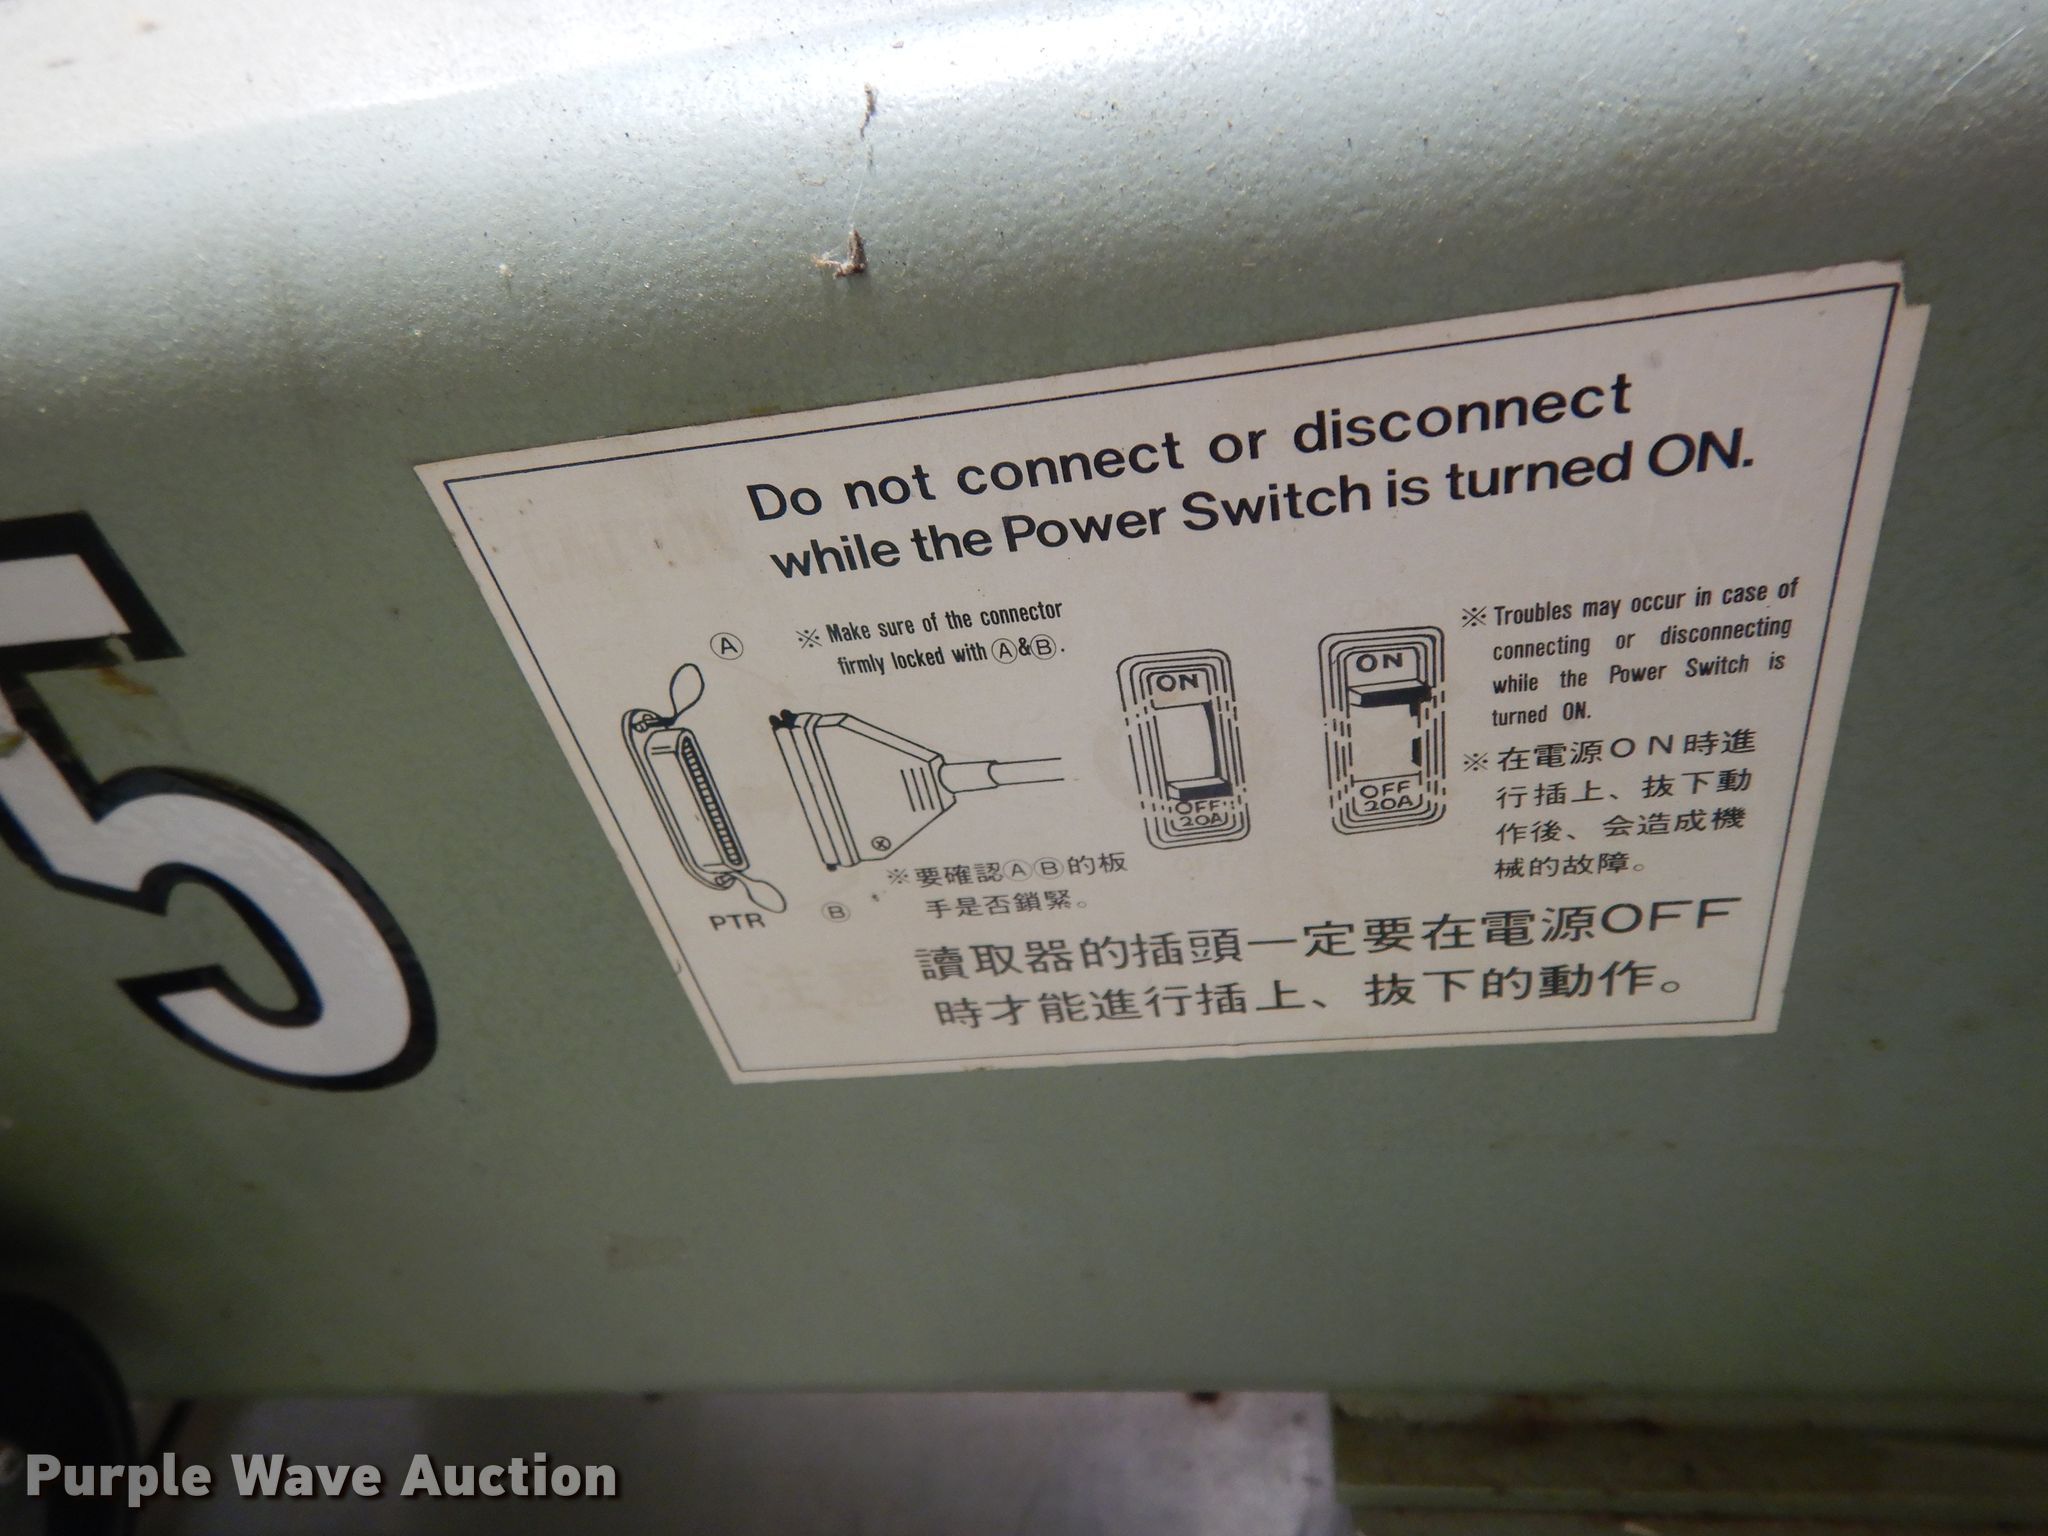 Do not connect or disconnect
while the Power Switch is turned ON.
Ⓐ
※ Make sure of the connector
firmly locked with Ⓐ&Ⓑ.
PTR
Ⓑ
※要確認ⒶⒷ的板
手是否鎖緊。
ON
OFF
20A
ON
OFF
20A
※ Troubles may occur in case of
connecting or disconnecting
while the Power Switch is
turned ON.
※在電源ON時進
行插上、拔下動
作後、会造成機
械的故障。
讀取器的插頭一定要在電源OFF
時才能進行插上、拔下的動作。
5
Purple Wave Auction